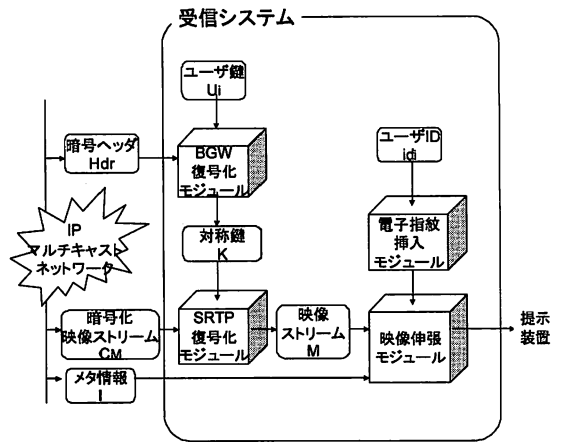 受信システム
ユーザ鍵
Ui
暗号ヘッダ
Hdr
BGW
復号化
モジュール
ユーザID
idi
IP
マルチキャスト
ネットワーク
対称鍵
K
電子指紋
挿入
モジュール
暗号化
映像ストリーム
CM
SRTP
復号化
モジュール
映像
ストリーム
M
映像伸張
モジュール
提示
装置
メタ情報
I